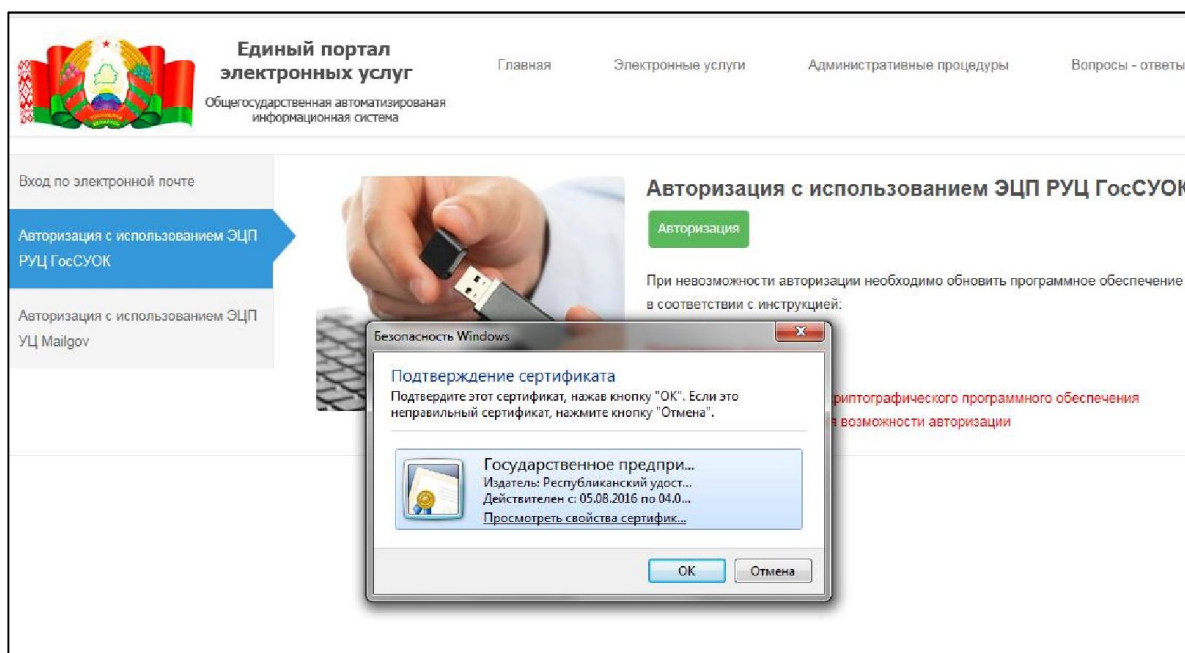 Единый портал
электронных услуг
Общегосударственная автоматизированая
информационная система
Главная
Электронные услуги
Административные процедуры
Вопросы - ответы
Вход по электронной почте
Авторизация с использованием ЭЦП
РУЦ ГосСУОК
Авторизация с использованием ЭЦП
УЦ Mailgov
Авторизация с использованием ЭЦП РУЦ ГосСУОК
Авторизация
При невозможности авторизации необходимо обновить программное обеспечение
в соответствии с инструкцией:
Безопасность Windows
Подтверждение сертификата
Подтвердите этот сертификат, нажав кнопку "ОК". Если это
неправильный сертификат, нажмите кнопку "Отмена".
Государственное предпри...
Издатель: Республиканский удост...
Действителен с: 05.08.2016 по 04.0...
Просмотреть свойства сертифик...
ОК
Отмена
риптографического программного обеспечения
возможности авторизации